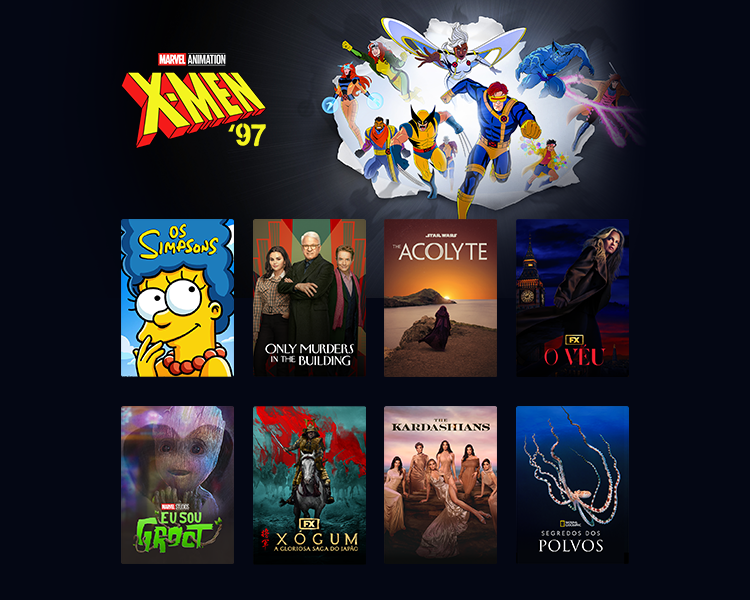 MARVEL ANIMATION
X-MEN
'97
OS
SIMPSONS
ONLY MURDERS
IN THE BUILDING
STAR WARS
THE ACOLYTE
FX
O VÉU
MARVEL STUDIOS
EU SOU
GROOT
FX
XÓGUM
A GLORIOSA SAGA DO JAPÃO
THE
KARDASHIANS
NATIONAL
GEOGRAPHIC
SEGREDOS DOS
POLVOS